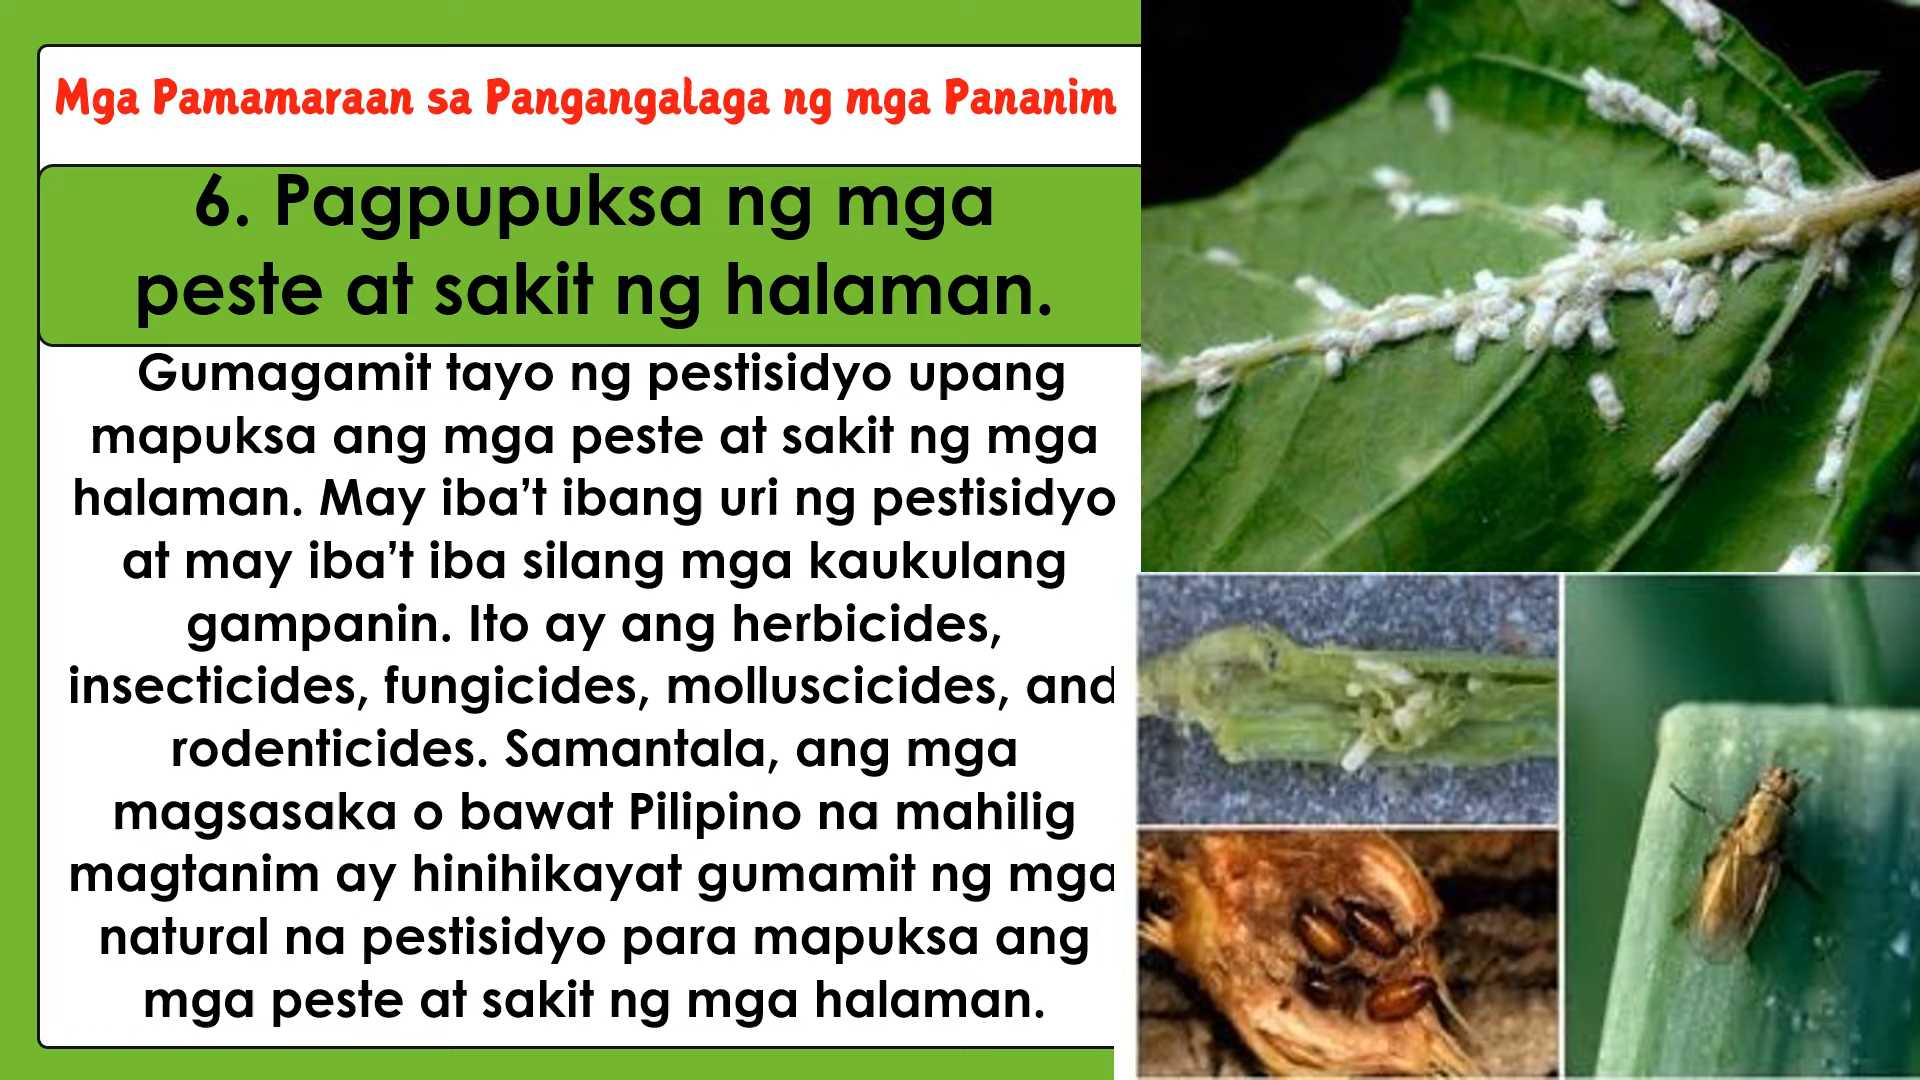 Mga Pamamaraan sa Pangangalaga ng mga Pananim
6. Pagpupuksa ng mga
peste at sakit ng halaman.
Gumagamit tayo ng pestisidyo upang
mapuksa ang mga peste at sakit ng mga
halaman. May iba’t ibang uri ng pestisidyo
at may iba’t iba silang mga kaukulang
gampanin. Ito ay ang herbicides,
insecticides, fungicides, molluscicides, and
rodenticides. Samantala, ang mga
magsasaka o bawat Pilipino na mahilig
magtanim ay hinihikayat gumamit ng mga
natural na pestisidyo para mapuksa ang
mga peste at sakit ng mga halaman.